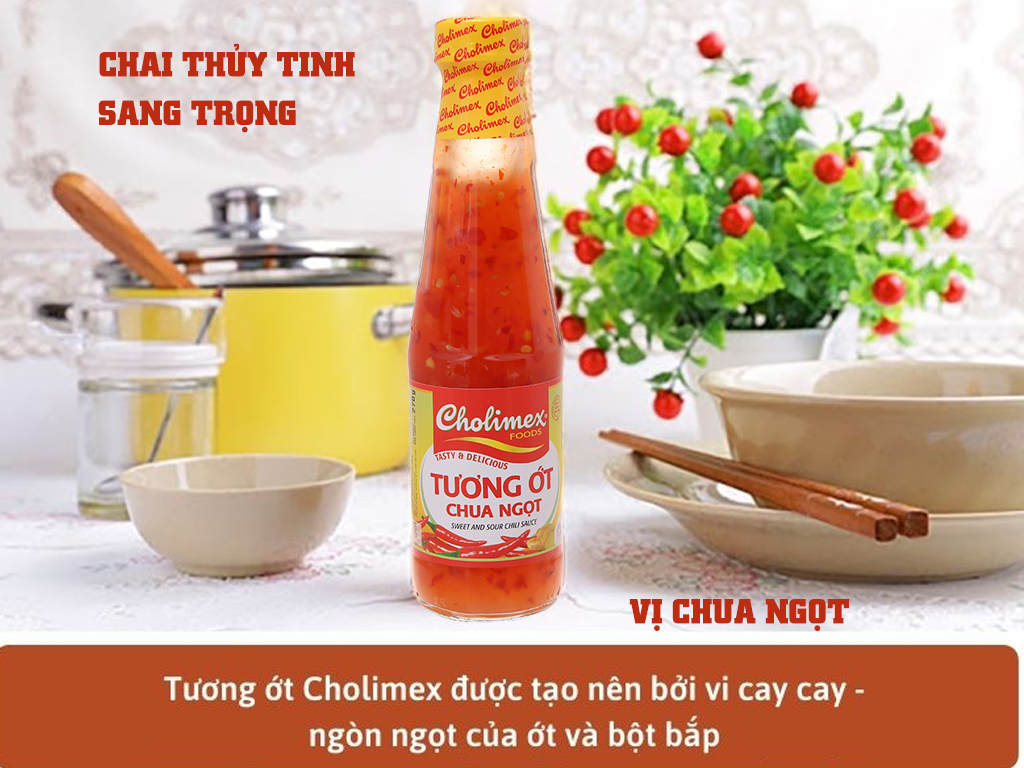 CHAI THỦY TINH
SANG TRỌNG
Cholimex
FOODS
TASTY & DELICIOUS
TƯƠNG ỚT
CHUA NGỌT
SWEET AND SOUR CHILI SAUCE
270g
VỊ CHUA NGỌT
Tương ớt Cholimex được tạo nên bởi vi cay cay -
ngòn ngọt của ớt và bột bắp